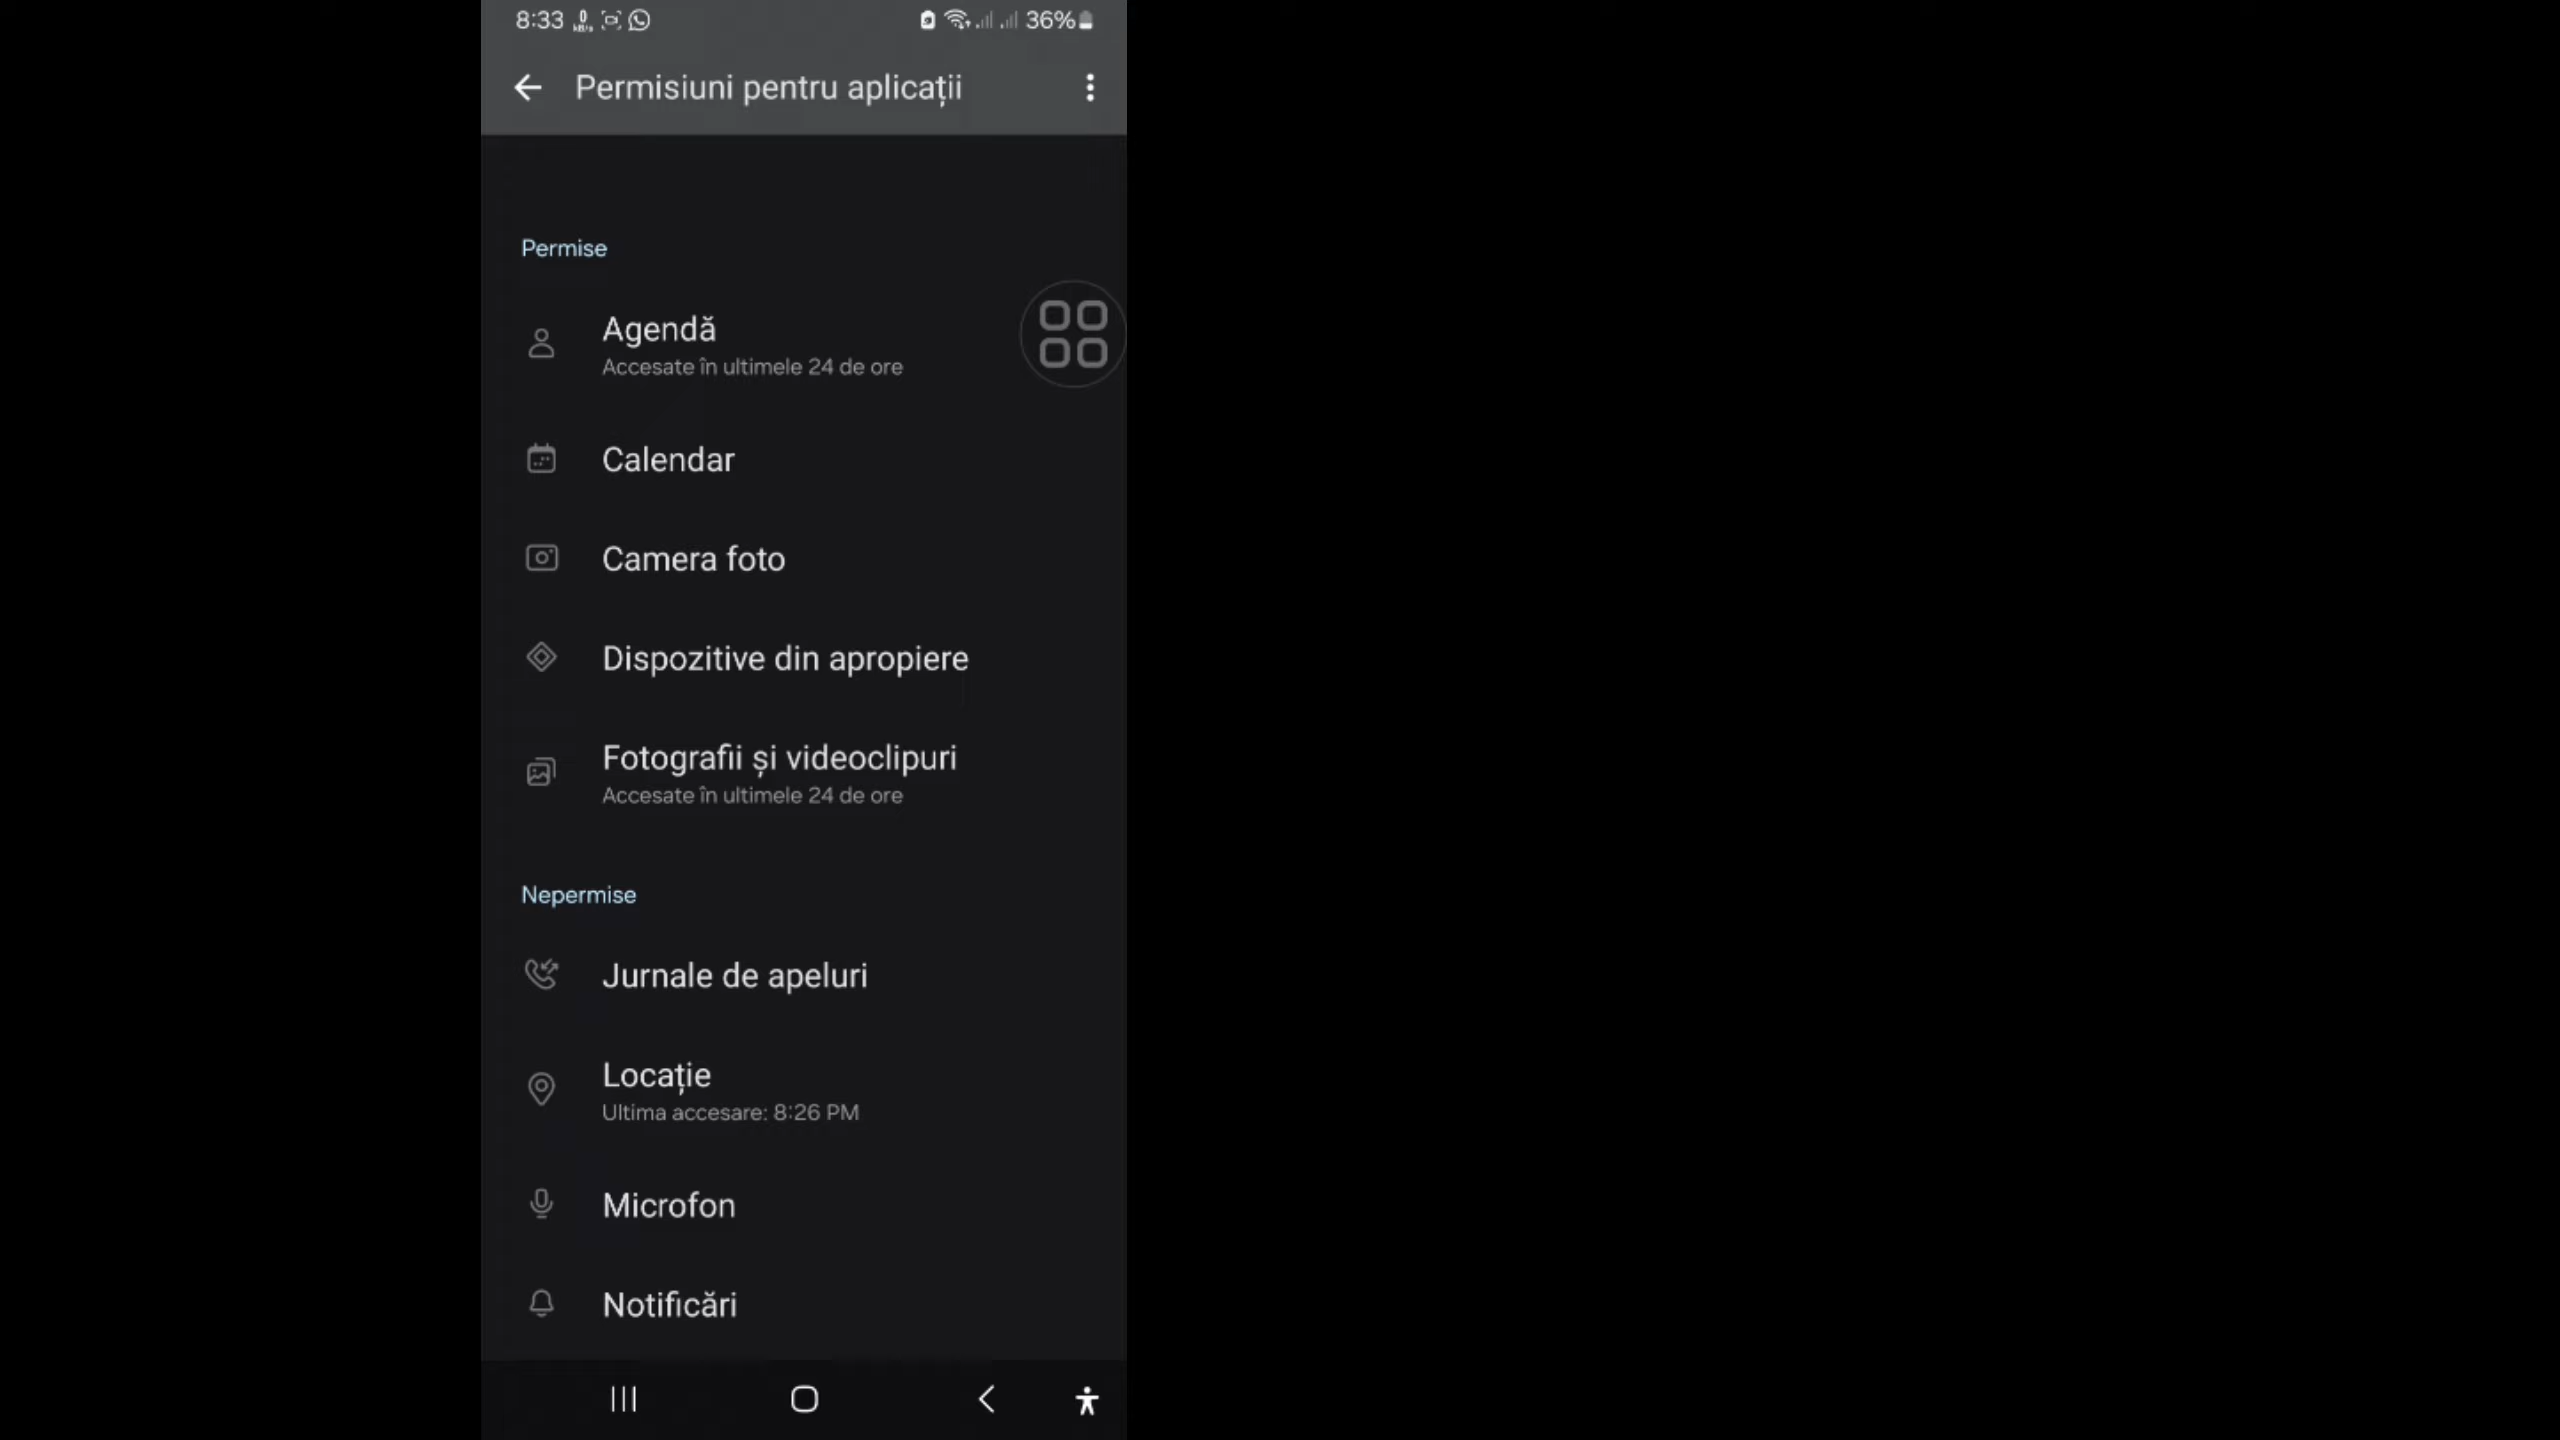 8:33 0 kB/s 36%
Permisiuni pentru aplicații
Permise
Agendă
Accesate în ultimele 24 de ore
Calendar
Camera foto
Dispozitive din apropiere
Fotografii și videoclipuri
Accesate în ultimele 24 de ore
Nepermise
Jurnale de apeluri
Locație
Ultima accesare: 8:26 PM
Microfon
Notificări